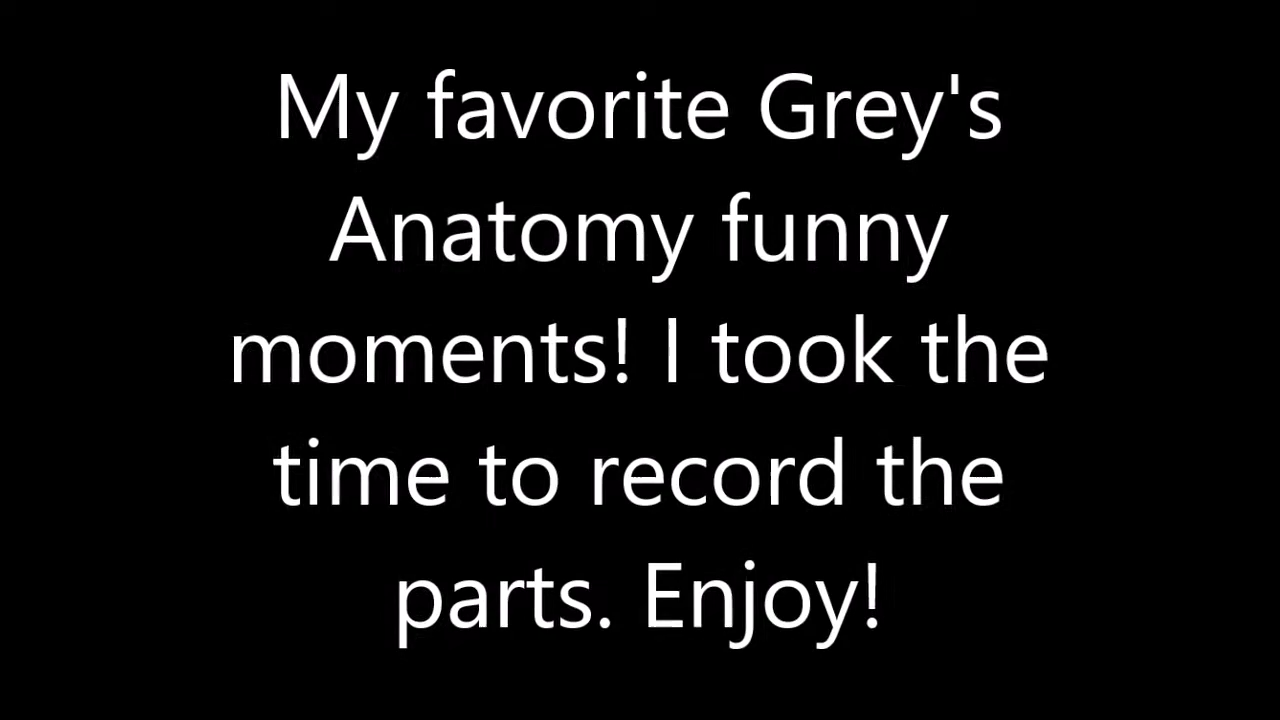 My favorite Grey's
Anatomy funny
moments! I took the
time to record the
parts. Enjoy!